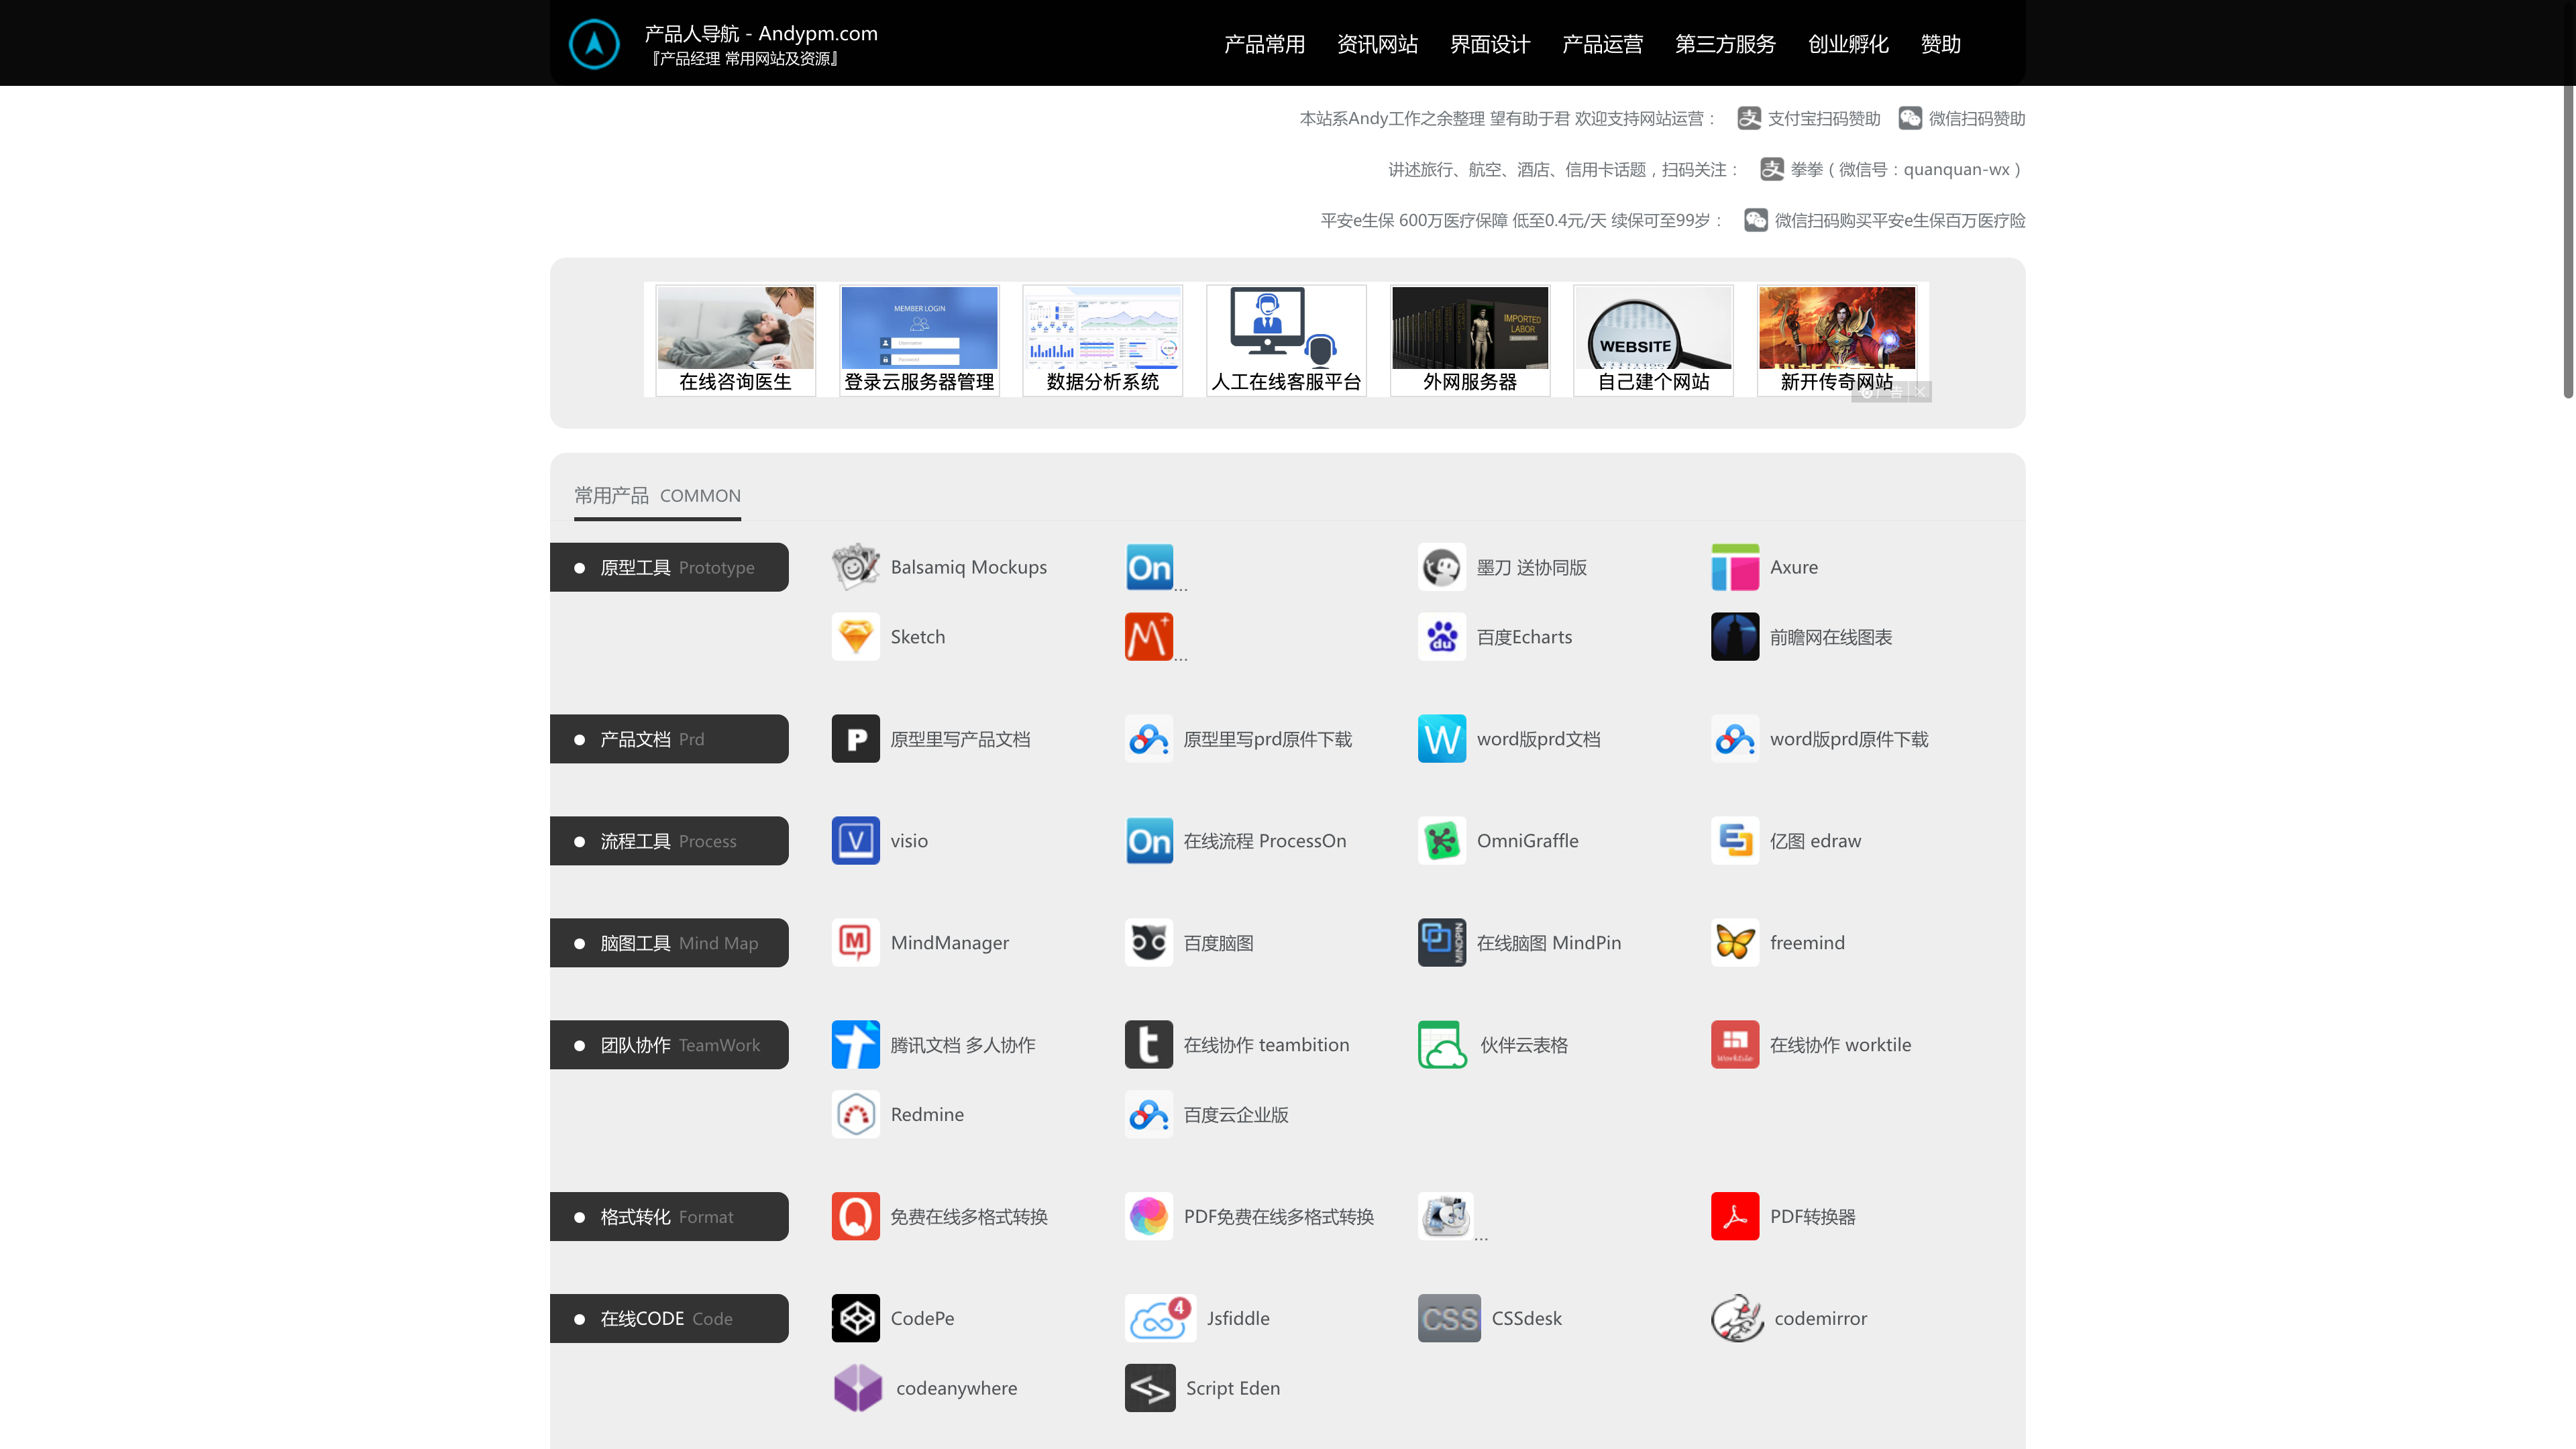 产品人导航 - Andypm.com
『产品经理 常用网站及资源』
产品常用 资讯网站 界面设计 产品运营 第三方服务 创业孵化 赞助
本站系Andy工作之余整理 望有助于君 欢迎支持网站运营： 支付宝扫码赞助 微信扫码赞助
讲述旅行、航空、酒店、信用卡话题，扫码关注： 拳拳（微信号：quanquan-wx）
平安e生保 600万医疗保障 低至0.4元/天 续保可至99岁： 微信扫码购买平安e生保百万医疗险
MEMBER LOGIN
IMPORTED LABOR
WEBSITE
在线咨询医生 登录云服务器管理 数据分析系统 人工在线客服平台 外网服务器 自己建个网站 新开传奇网站
广告
常用产品 COMMON
原型工具 Prototype Balsamiq Mockups On ... 墨刀 送协同版 Axure
Sketch M+ ... du 百度Echarts 前瞻网在线图表
产品文档 Prd P 原型里写产品文档 原型里写prd原件下载 W word版prd文档 word版prd原件下载
流程工具 Process V visio On 在线流程 ProcessOn OmniGraffle 亿图 edraw
脑图工具 Mind Map M MindManager 百度脑图 MINDPIN 在线脑图 MindPin freemind
团队协作 TeamWork 腾讯文档 多人协作 t 在线协作 teambition 伙伴云表格 Worktile 在线协作 worktile
Redmine 百度云企业版
格式转化 Format 免费在线多格式转换 PDF免费在线多格式转换 ... PDF转换器
在线CODE Code CodePe 4 Jsfiddle CSS CSSdesk codemirror
codeanywhere Script Eden